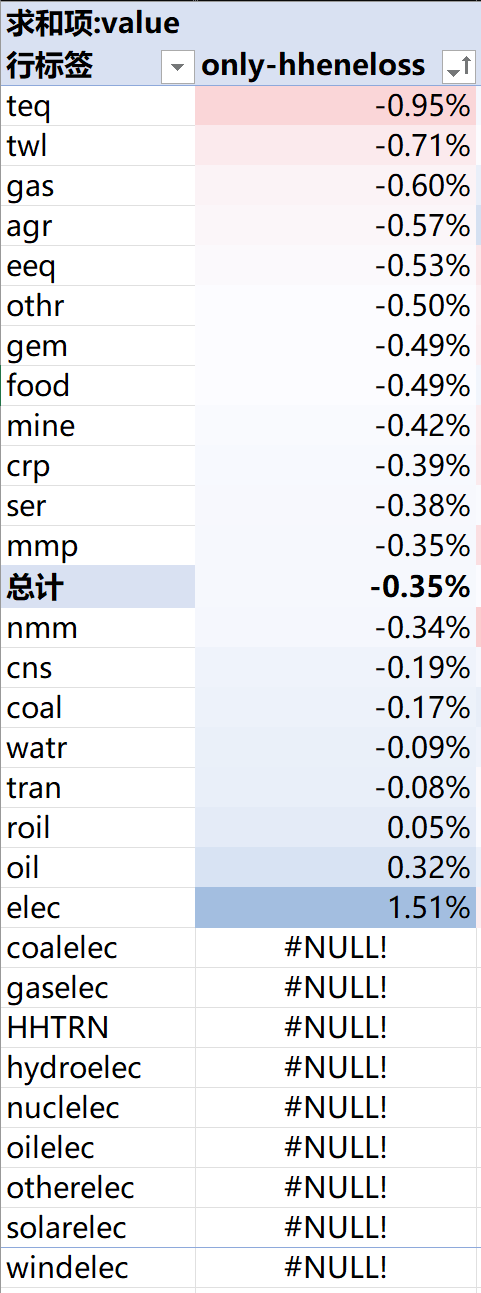 求和项:value
行标签 only-hheneloss
teq -0.95%
twl -0.71%
gas -0.60%
agr -0.57%
eeq -0.53%
othr -0.50%
gem -0.49%
food -0.49%
mine -0.42%
crp -0.39%
ser -0.38%
mmp -0.35%
总计 -0.35%
nmm -0.34%
cns -0.19%
coal -0.17%
watr -0.09%
tran -0.08%
roil 0.05%
oil 0.32%
elec 1.51%
coalelec #NULL!
gaselec #NULL!
HHTRN #NULL!
hydroelec #NULL!
nuclelec #NULL!
oilelec #NULL!
otherelec #NULL!
solarelec #NULL!
windelec #NULL!